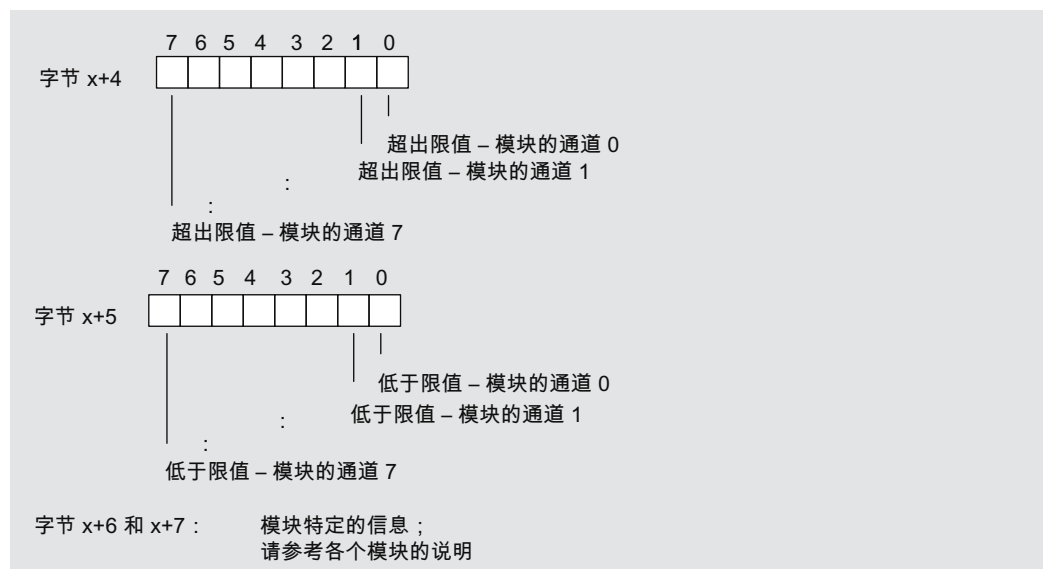 7 6 5 4 3 2 1 0
字节 x+4
超出限值 – 模块的通道 0
超出限值 – 模块的通道 1
:
:
超出限值 – 模块的通道 7
7 6 5 4 3 2 1 0
字节 x+5
低于限值 – 模块的通道 0
低于限值 – 模块的通道 1
:
:
低于限值 – 模块的通道 7
字节 x+6 和 x+7： 模块特定的信息；
请参考各个模块的说明